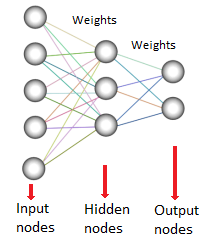 Weights
Weights
Input Hidden Output
nodes nodes nodes